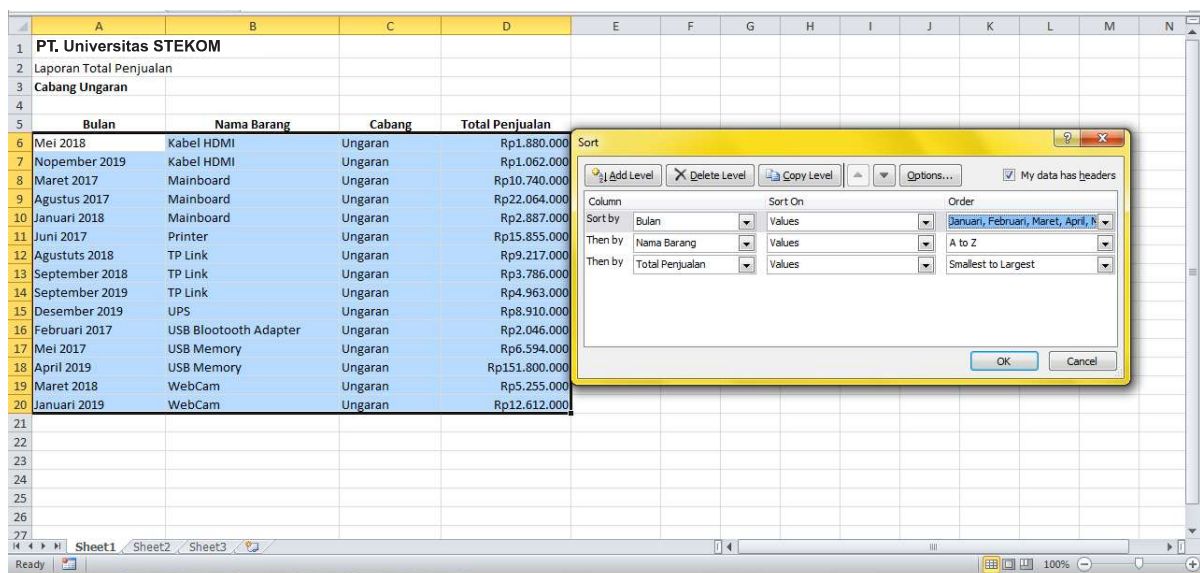 A B C D E F G H I J K L M N
1 PT. Universitas STEKOM
2 Laporan Total Penjualan
3 Cabang Ungaran
4
5 Bulan Nama Barang Cabang Total Penjualan
6 Mei 2018 Kabel HDMI Ungaran Rp1.880.000
7 Nopember 2019 Kabel HDMI Ungaran Rp1.062.000
8 Maret 2017 Mainboard Ungaran Rp10.740.000
9 Agustus 2017 Mainboard Ungaran Rp22.064.000
10 Januari 2018 Mainboard Ungaran Rp2.887.000
11 Juni 2017 Printer Ungaran Rp15.855.000
12 Agustuts 2018 TP Link Ungaran Rp9.217.000
13 September 2018 TP Link Ungaran Rp3.786.000
14 September 2019 TP Link Ungaran Rp4.963.000
15 Desember 2019 UPS Ungaran Rp8.910.000
16 Februari 2017 USB Blootooth Adapter Ungaran Rp2.046.000
17 Mei 2017 USB Memory Ungaran Rp6.594.000
18 April 2019 USB Memory Ungaran Rp151.800.000
19 Maret 2018 WebCam Ungaran Rp5.255.000
20 Januari 2019 WebCam Ungaran Rp12.612.000
21
22
23
24
25
26
27
Sort
Add Level Delete Level Copy Level Options... My data has headers
Column Sort On Order
Sort by Bulan Values Januari, Februari, Maret, April, M
Then by Nama Barang Values A to Z
Then by Total Penjualan Values Smallest to Largest
OK Cancel
Sheet1 Sheet2 Sheet3
Ready 100%